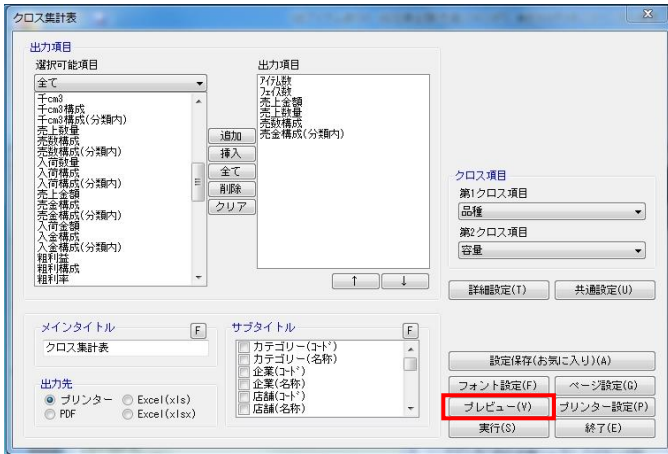 クロス集計表
出力項目
選択可能項目
全て
千cm3
千cm3構成
千cm3構成(分類内)
売上数量
売数構成
売数構成(分類内)
入荷数量
入荷構成
入荷構成(分類内)
売上金額
売金構成
売金構成(分類内)
入荷金額
入金構成
入金構成(分類内)
粗利益
粗利構成
粗利率
追加
挿入
全て
削除
クリア
出力項目
ｱｲﾃﾑ数
ﾌｪｲｽ数
売上金額
売上数量
売数構成
売金構成(分類内)
↑
↓
クロス項目
第1クロス項目
品種
第2クロス項目
容量
詳細設定(T)
共通設定(U)
メインタイトル
F
クロス集計表
出力先
プリンター
Excel(xls)
PDF
Excel(xlsx)
サブタイトル
F
カテゴリー(ｺｰﾄﾞ)
カテゴリー(名称)
企業(ｺｰﾄﾞ)
企業(名称)
店舗(ｺｰﾄﾞ)
店舗(名称)
設定保存(お気に入り)(A)
フォント設定(F)
ページ設定(G)
プレビュー(V)
プリンター設定(P)
実行(S)
終了(E)